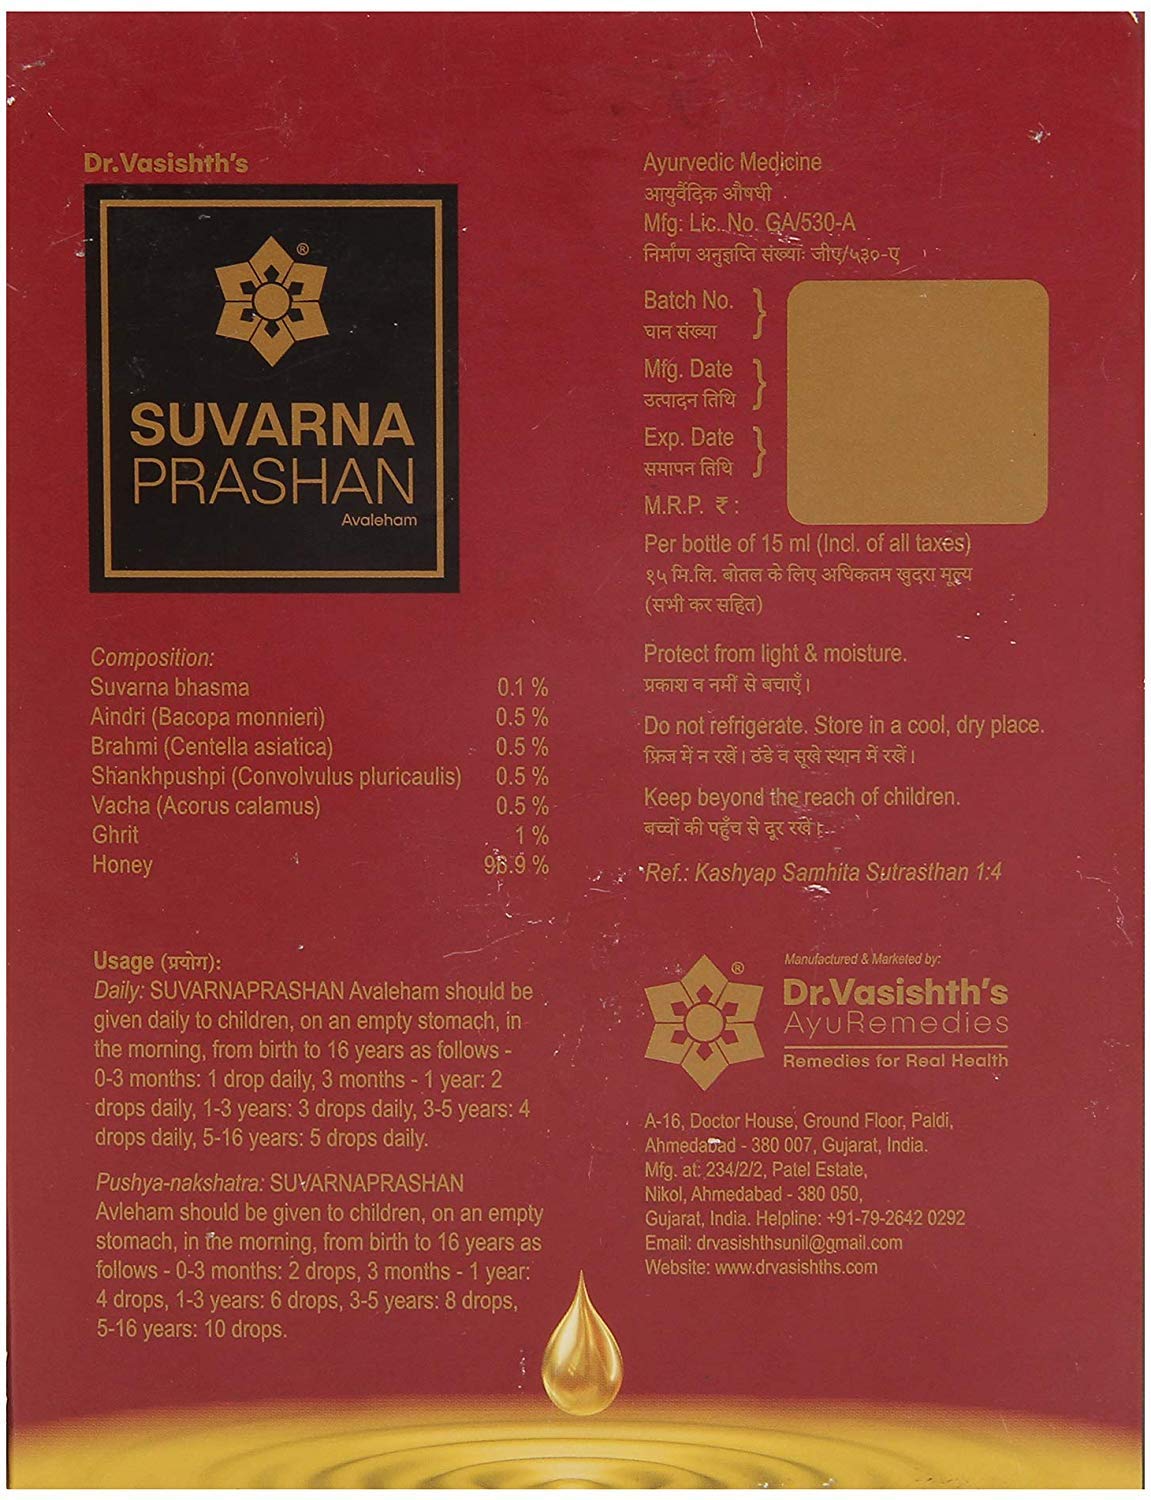 Dr.Vasishth's
®
SUVARNA
PRASHAN
Avaleham
Composition:
Suvarna bhasma 0.1 %
Aindri (Bacopa monnieri) 0.5 %
Brahmi (Centella asiatica) 0.5 %
Shankhpushpi (Convolvulus pluricaulis) 0.5 %
Vacha (Acorus calamus) 0.5 %
Ghrit 1 %
Honey 96.9 %
Usage (प्रयोग):
Daily: SUVARNAPRASHAN Avaleham should be
given daily to children, on an empty stomach, in
the morning, from birth to 16 years as follows -
0-3 months: 1 drop daily, 3 months - 1 year: 2
drops daily, 1-3 years: 3 drops daily, 3-5 years: 4
drops daily, 5-16 years: 5 drops daily.
Pushya-nakshatra: SUVARNAPRASHAN
Avleham should be given to children, on an empty
stomach, in the morning, from birth to 16 years as
follows - 0-3 months: 2 drops, 3 months - 1 year:
4 drops, 1-3 years: 6 drops, 3-5 years: 8 drops,
5-16 years: 10 drops.
Ayurvedic Medicine
आयुर्वैदिक औषधी
Mfg: Lic. No. GA/530-A
निर्माण अनुज्ञप्ति संख्याः जीए/५३०-ए
Batch No. }
घान संख्या
Mfg. Date }
उत्पादन तिथि
Exp. Date }
समापन तिथि
M.R.P. ₹ :
Per bottle of 15 ml (Incl. of all taxes)
१५ मि.लि. बोतल के लिए अधिकतम खुदरा मूल्य
(सभी कर सहित)
Protect from light & moisture.
प्रकाश व नमीं से बचाएँ।
Do not refrigerate. Store in a cool, dry place.
फ्रिज में न रखें। ठंडे व सूखे स्थान में रखें।
Keep beyond the reach of children.
बच्चों की पहुँच से दूर रखें।
Ref.: Kashyap Samhita Sutrasthan 1:4
®
Manufactured & Marketed by:
Dr.Vasishth's
AyuRemedies
Remedies for Real Health
A-16, Doctor House, Ground Floor, Paldi,
Ahmedabad - 380 007, Gujarat, India.
Mfg. at: 234/2/2, Patel Estate,
Nikol, Ahmedabad - 380 050,
Gujarat, India. Helpline: +91-79-2642 0292
Email: drvasishthsunil@gmail.com
Website: www.drvasishths.com